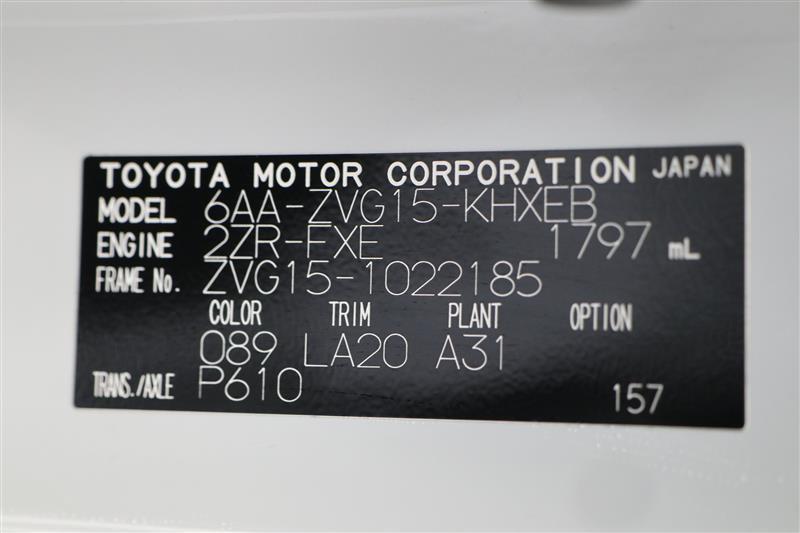 TOYOTA MOTOR CORPORATION JAPAN
MODEL 6AA-ZVG15-KHXEB
ENGINE 2ZR-FXE 1797 mL
FRAME No. ZVG15-1022185
COLOR TRIM PLANT OPTION
089 LA20 A31
TRANS./AXLE P610 157